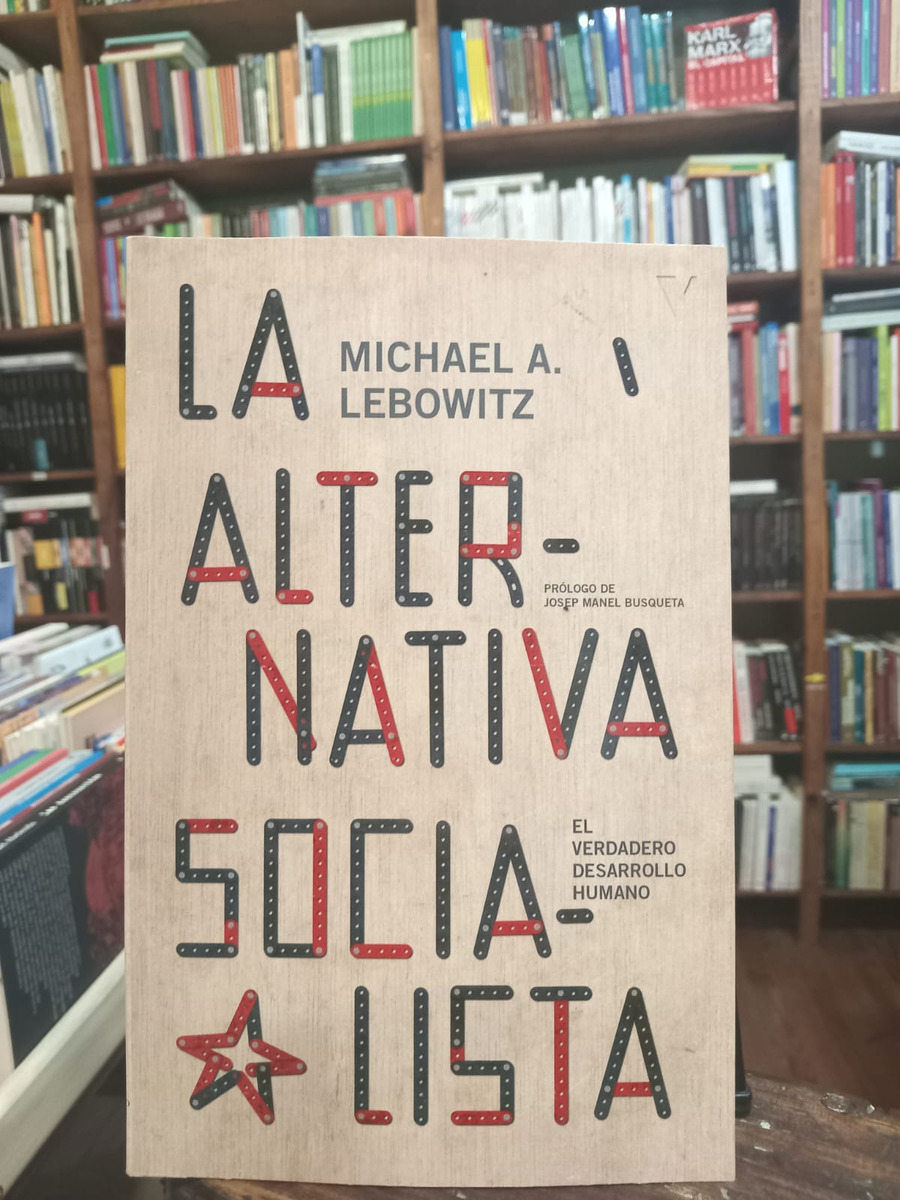 KARL
MARX
EL CAPITAL
LA
MICHAEL A.
LEBOWITZ
ALTER-
PRÓLOGO DE
JOSEP MANEL BUSQUETA
NATIVA
SOCIA-
EL
VERDADERO
DESARROLLO
HUMANO
LISTA